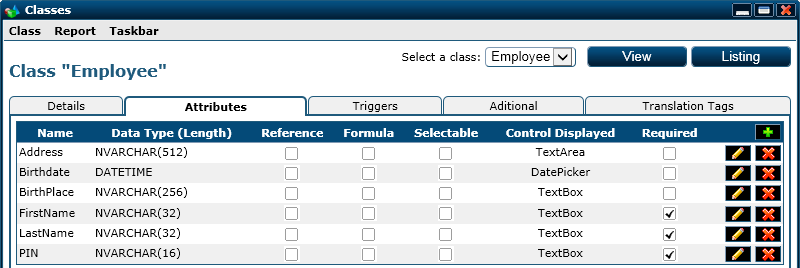 Classes
Class Report Taskbar
Select a class: Employee View Listing
Class "Employee"
Details Attributes Triggers Aditional Translation Tags
Name Data Type (Length) Reference Formula Selectable Control Displayed Required
Address NVARCHAR(512) TextArea
Birthdate DATETIME DatePicker
BirthPlace NVARCHAR(256) TextBox
FirstName NVARCHAR(32) TextBox
LastName NVARCHAR(32) TextBox
PIN NVARCHAR(16) TextBox